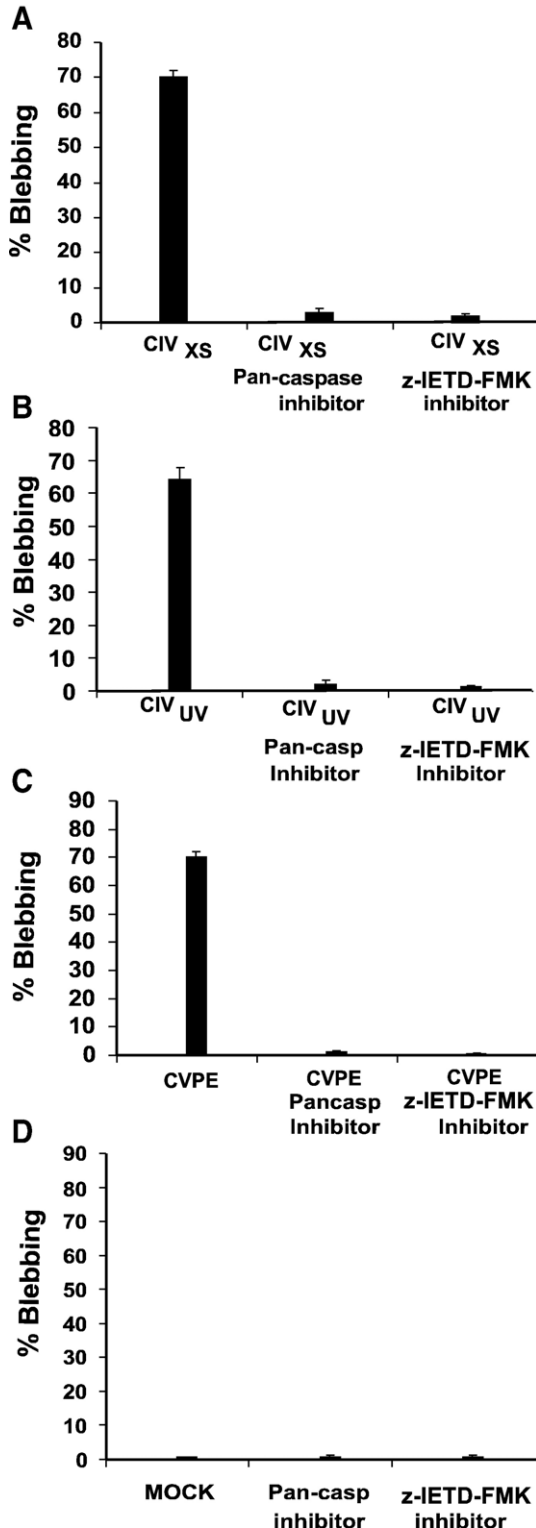 A
% Blebbing
80
70
60
50
40
30
20
10
0
CIV XS CIV XS CIV XS
Pan-caspase z-IETD-FMK
inhibitor inhibitor
B
% Blebbing
80
70
60
50
40
30
20
10
0
CIV UV CIV UV CIV UV
Pan-casp z-IETD-FMK
Inhibitor Inhibitor
C
% Blebbing
90
80
70
60
50
40
30
20
10
0
CVPE CVPE CVPE
Pancasp z-IETD-FMK
Inhibitor Inhibitor
D
% Blebbing
90
80
70
60
50
40
30
20
10
0
MOCK Pan-casp z-IETD-FMK
inhibitor inhibitor